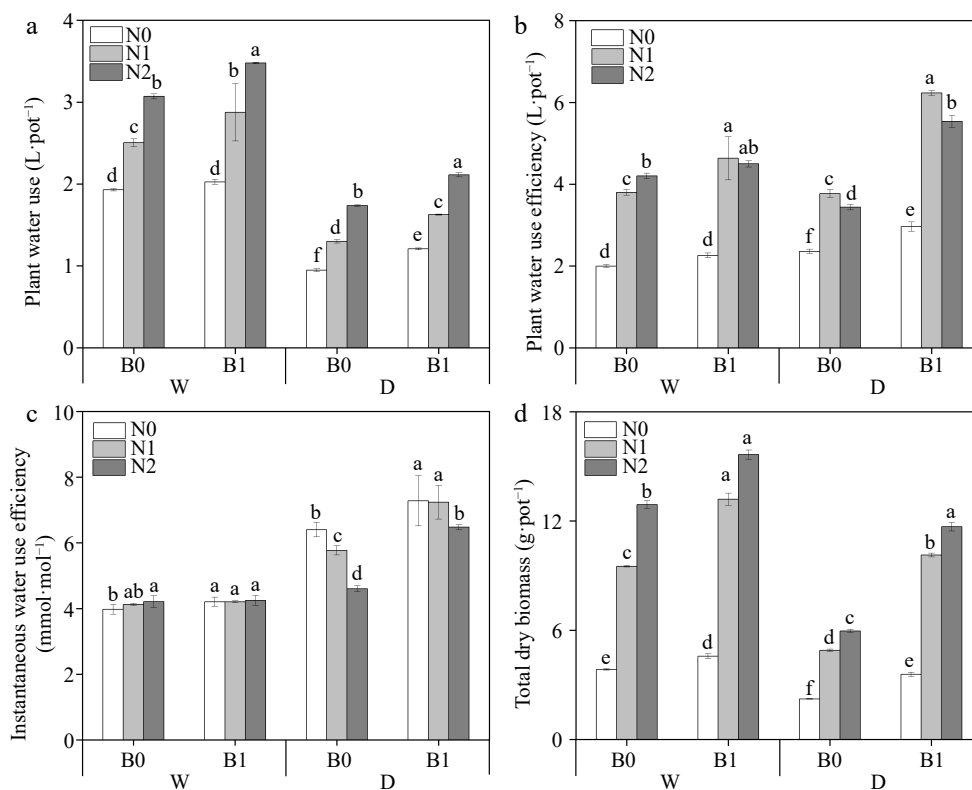 a
N0
N1
N2
Plant water use (L·pot⁻¹)
4
3
2
1
0
d
c
b
d
b
a
f
d
b
e
c
a
B0 B1 B0 B1
W D
b
N0
N1
N2
Plant water use efficiency (L·pot⁻¹)
8
6
4
2
0
d
c
b
d
a
ab
f
c
d
e
a
b
B0 B1 B0 B1
W D
c
N0
N1
N2
Instantaneous water use efficiency
(mmol·mol⁻¹)
10
8
6
4
2
0
b
ab
a
a
a
a
b
c
d
a
a
b
B0 B1 B0 B1
W D
d
N0
N1
N2
Total dry biomass (g·pot⁻¹)
18
12
6
0
e
c
b
d
a
a
f
d
c
e
b
a
B0 B1 B0 B1
W D